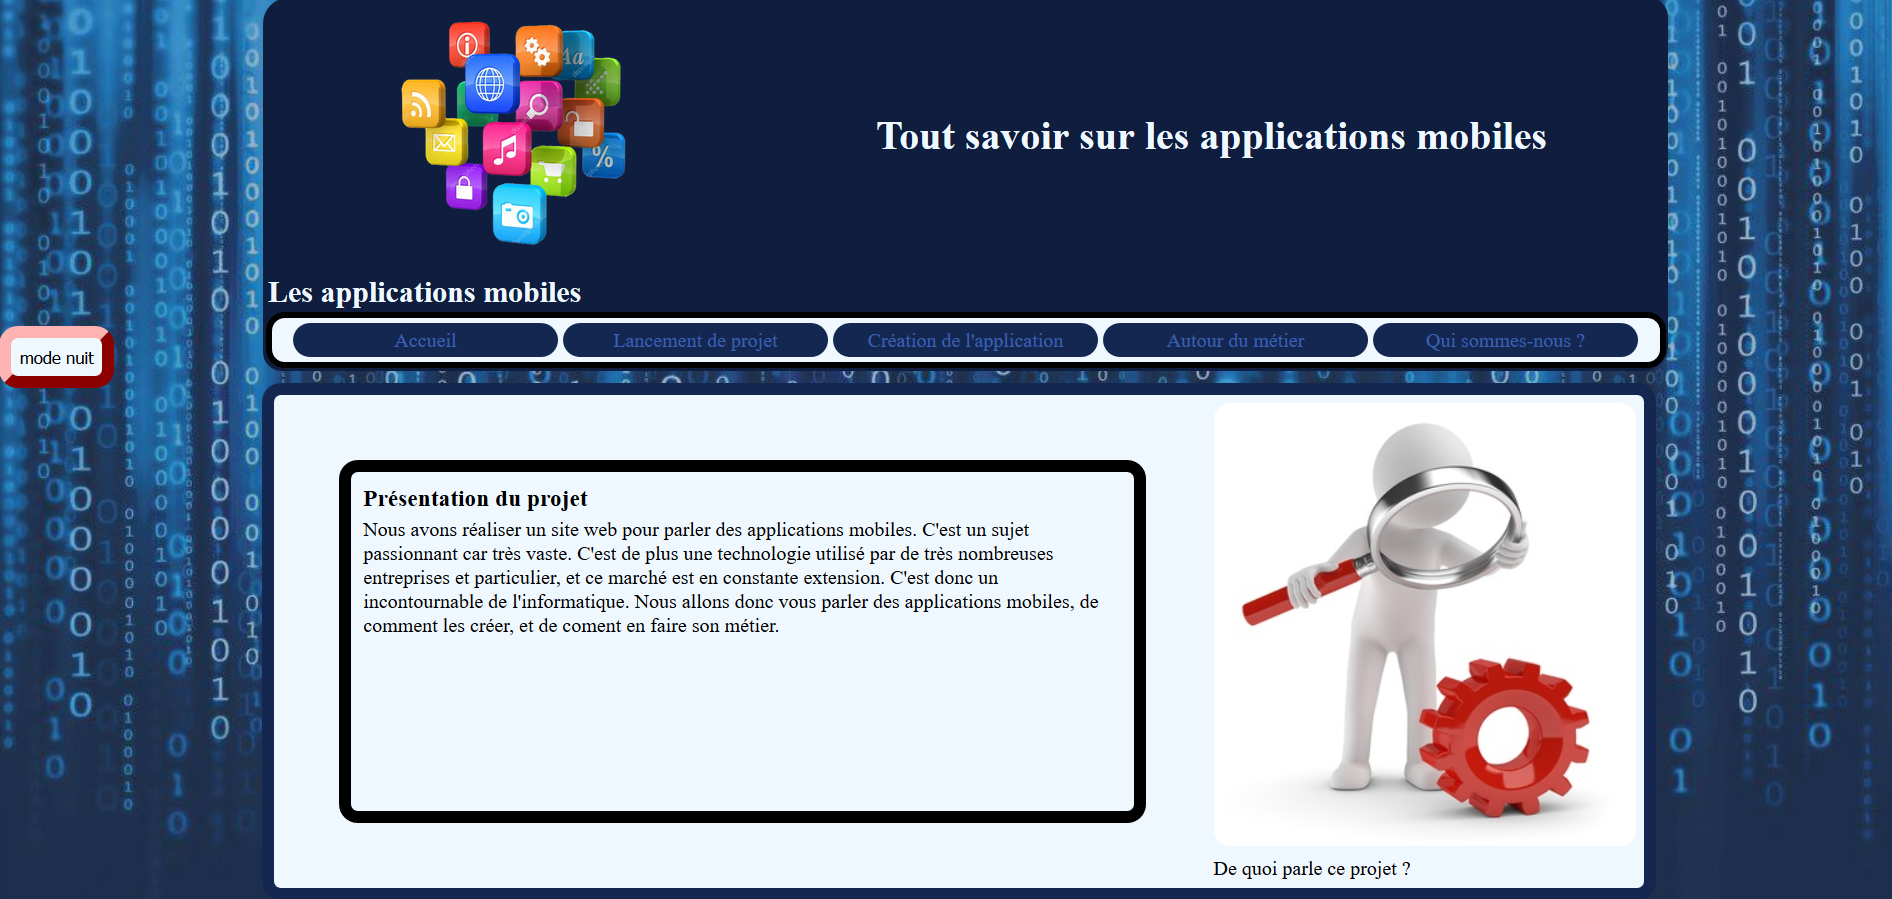 Tout savoir sur les applications mobiles
Les applications mobiles
Accueil
Lancement de projet
Création de l'application
Autour du métier
Qui sommes-nous ?
mode nuit
Présentation du projet
Nous avons réaliser un site web pour parler des applications mobiles. C'est un sujet
passionnant car très vaste. C'est de plus une technologie utilisé par de très nombreuses
entreprises et particulier, et ce marché est en constante extension. C'est donc un
incontournable de l'informatique. Nous allons donc vous parler des applications mobiles, de
comment les créer, et de coment en faire son métier.
De quoi parle ce projet ?
Aa
%